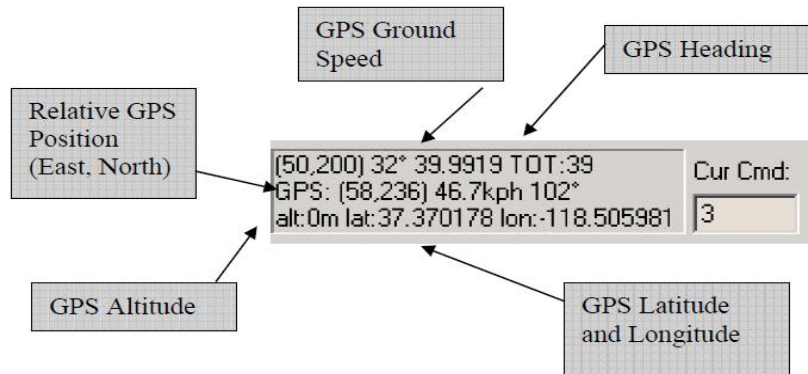 GPS Ground
Speed
GPS Heading
Relative GPS
Position
(East, North)
(50,200) 32° 39.9919 TOT:39
GPS: (58,236) 46.7kph 102°
alt:0m lat:37.370178 lon:-118.505981
Cur Cmd:
3
GPS Altitude
GPS Latitude
and Longitude